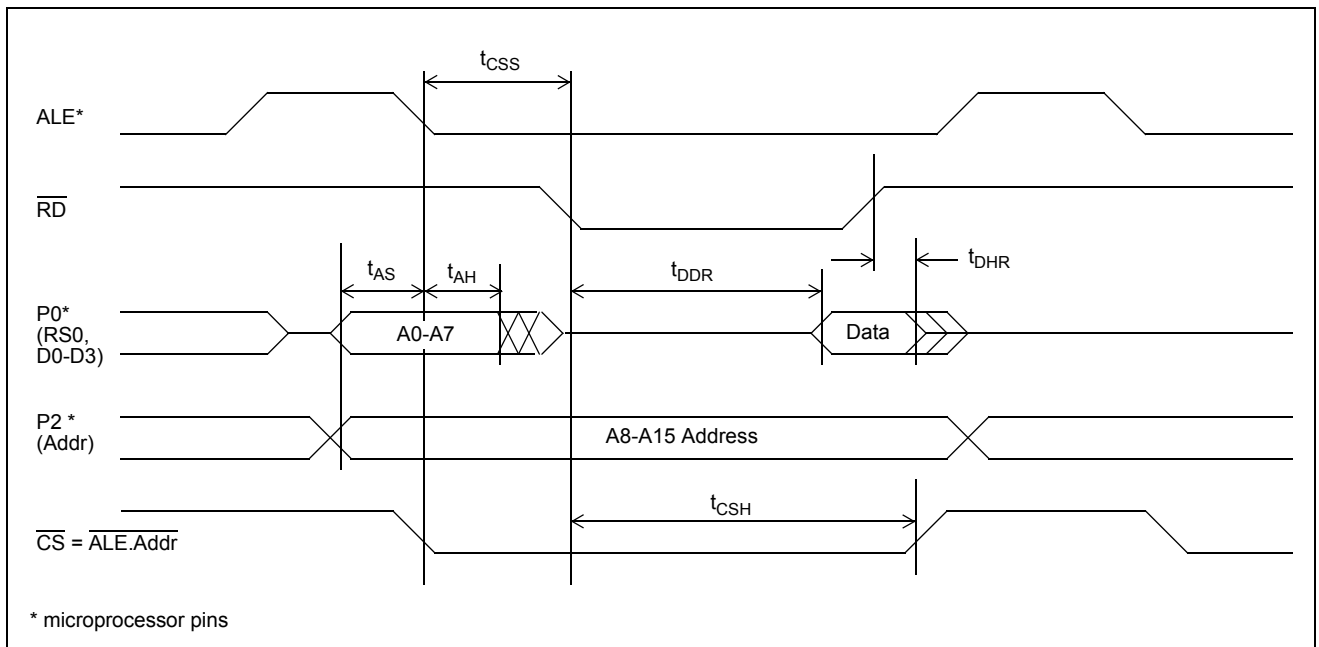 tCSS
ALE*
RD
tAS
tAH
tDDR
tDHR
P0*
(RS0,
D0-D3)
A0-A7
Data
P2 *
(Addr)
A8-A15 Address
tCSH
CS = ALE.Addr
* microprocessor pins